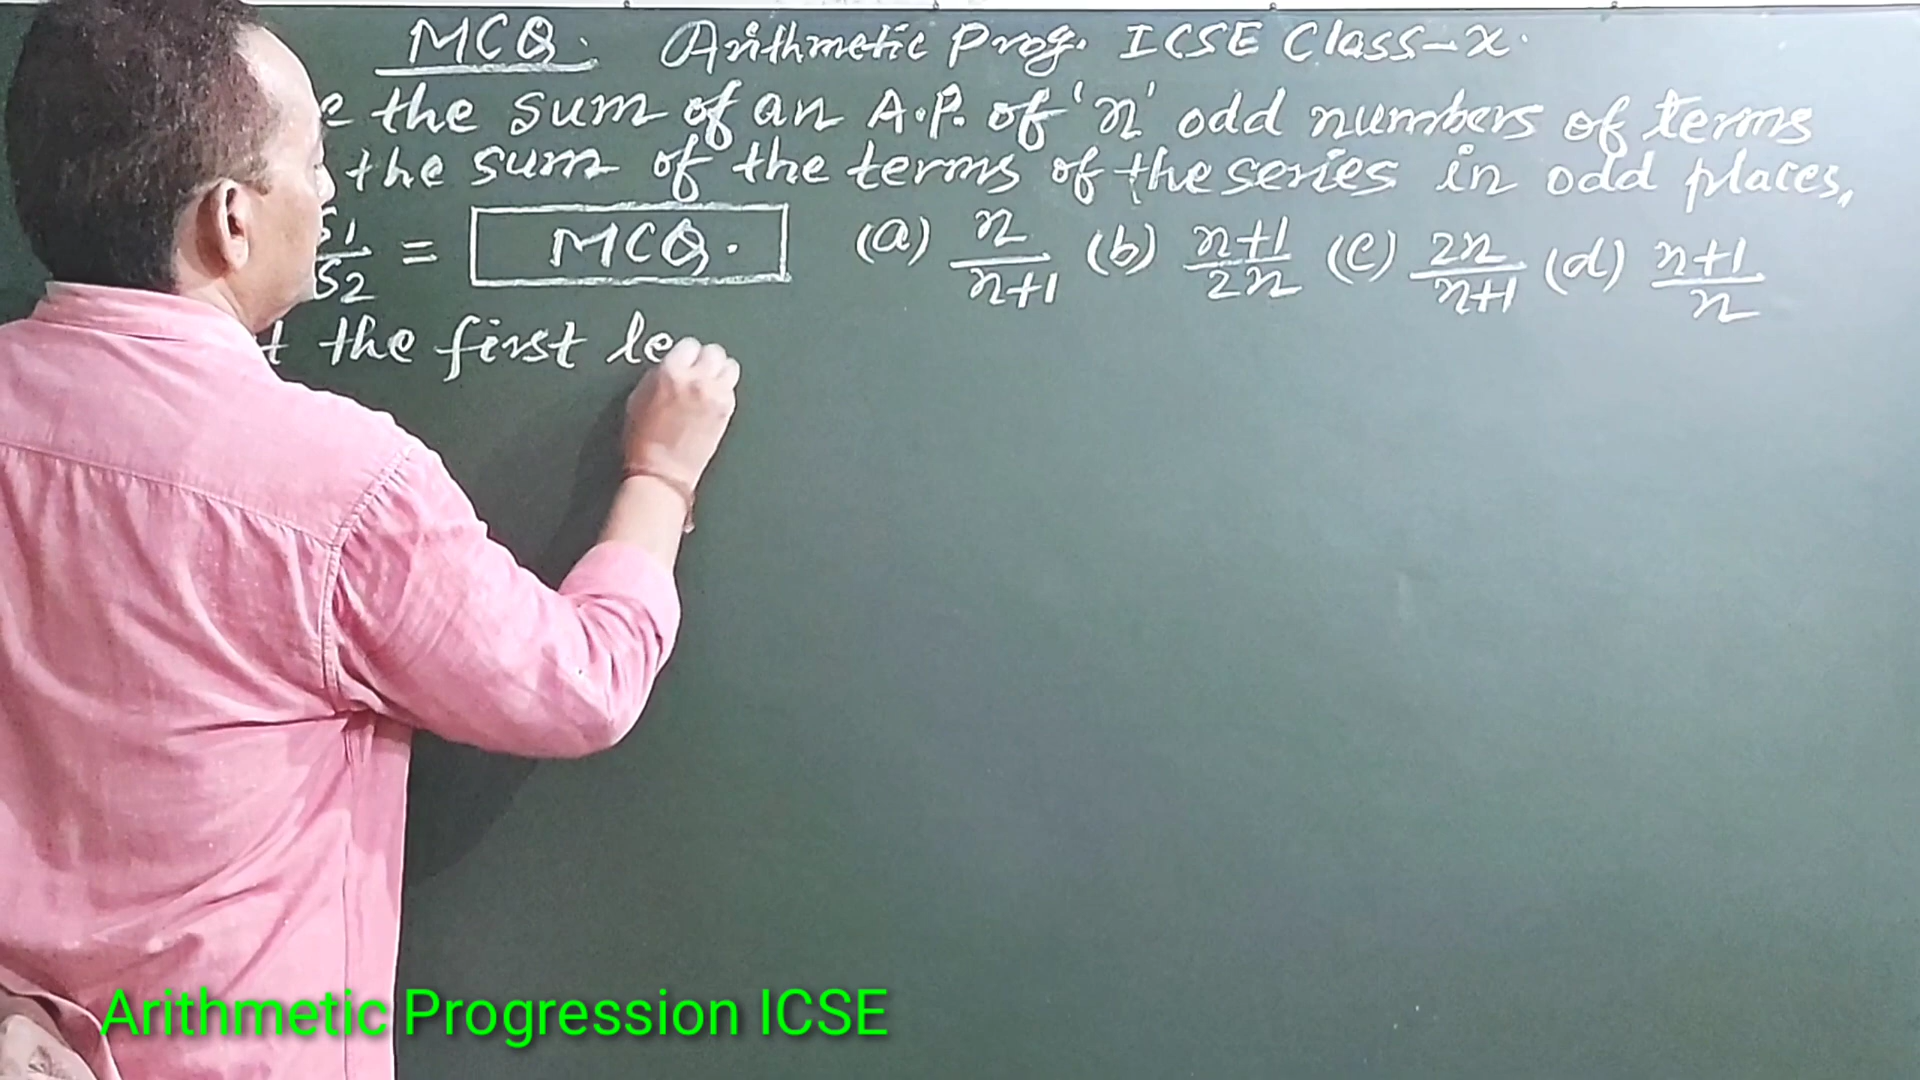 MCQ. Arithmetic Prog. ICSE Class-X.
the sum of an A.P. of 'n' odd numbers of terms
the sum of the terms of the series in odd places,
S1/S2 = MCQ. (a) n/n+1 (b) n+1/2n (c) 2n/n+1 (d) n+1/n
the first
Arithmetic Progression ICSE